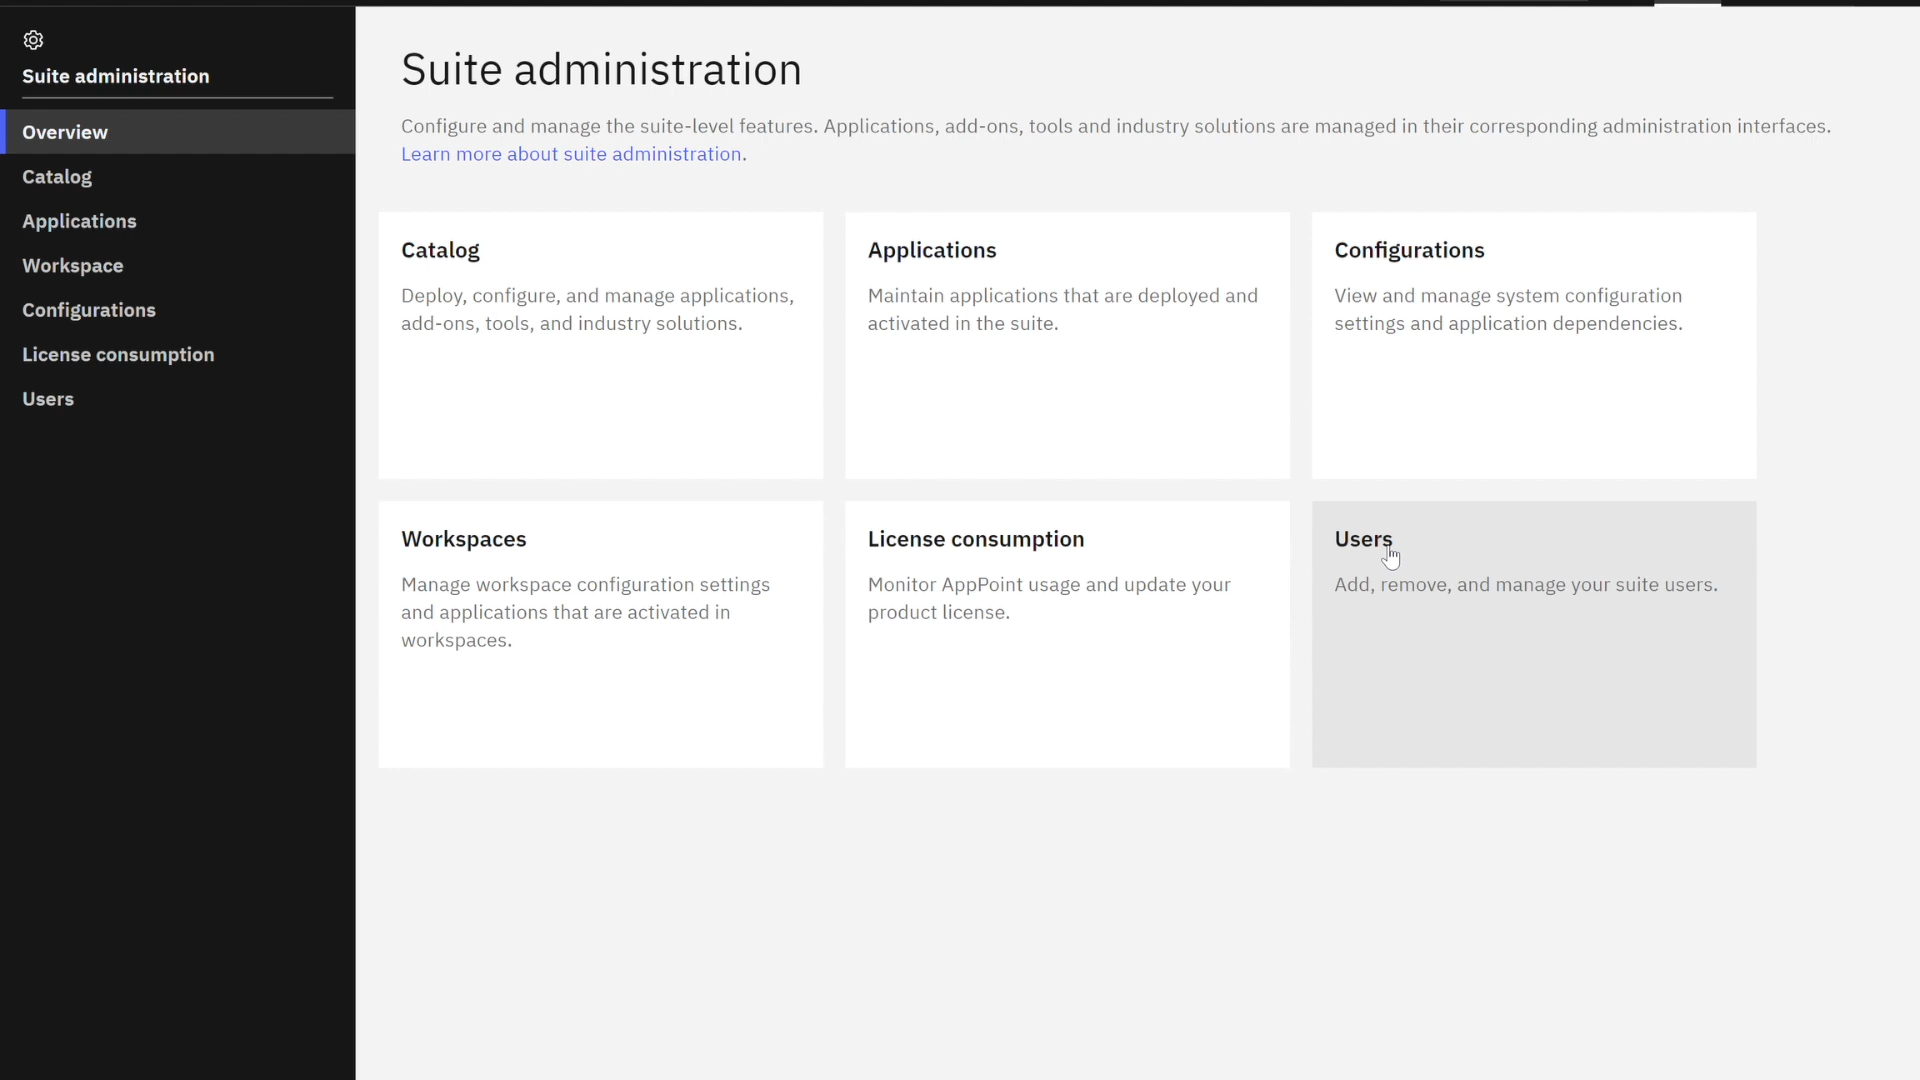 Suite administration
Overview
Catalog
Applications
Workspace
Configurations
License consumption
Users
Suite administration
Configure and manage the suite-level features. Applications, add-ons, tools and industry solutions are managed in their corresponding administration interfaces.
Learn more about suite administration.
Catalog
Deploy, configure, and manage applications,
add-ons, tools, and industry solutions.
Applications
Maintain applications that are deployed and
activated in the suite.
Configurations
View and manage system configuration
settings and application dependencies.
Workspaces
Manage workspace configuration settings
and applications that are activated in
workspaces.
License consumption
Monitor AppPoint usage and update your
product license.
Users
Add, remove, and manage your suite users.